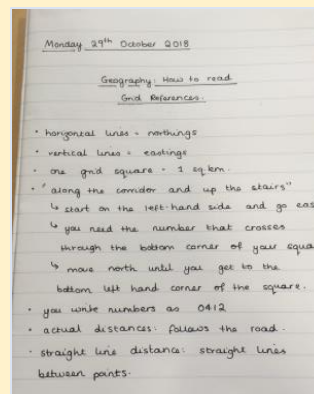 Monday 29th October 2018
Geography: How to read
Grid References.
• horizontal lines = northings
• vertical lines = eastings
• one grid square = 1 sq.km.
• "along the corridor and up the stairs"
↳ start on the left-hand side and go eas
↳ you need the number that crosses
through the bottom corner of your squa
↳ move north until you get to the
bottom left hand corner of the square.
• you write numbers as 0412
• actual distances: follows the road.
• straight line distance: straight lines
between points.